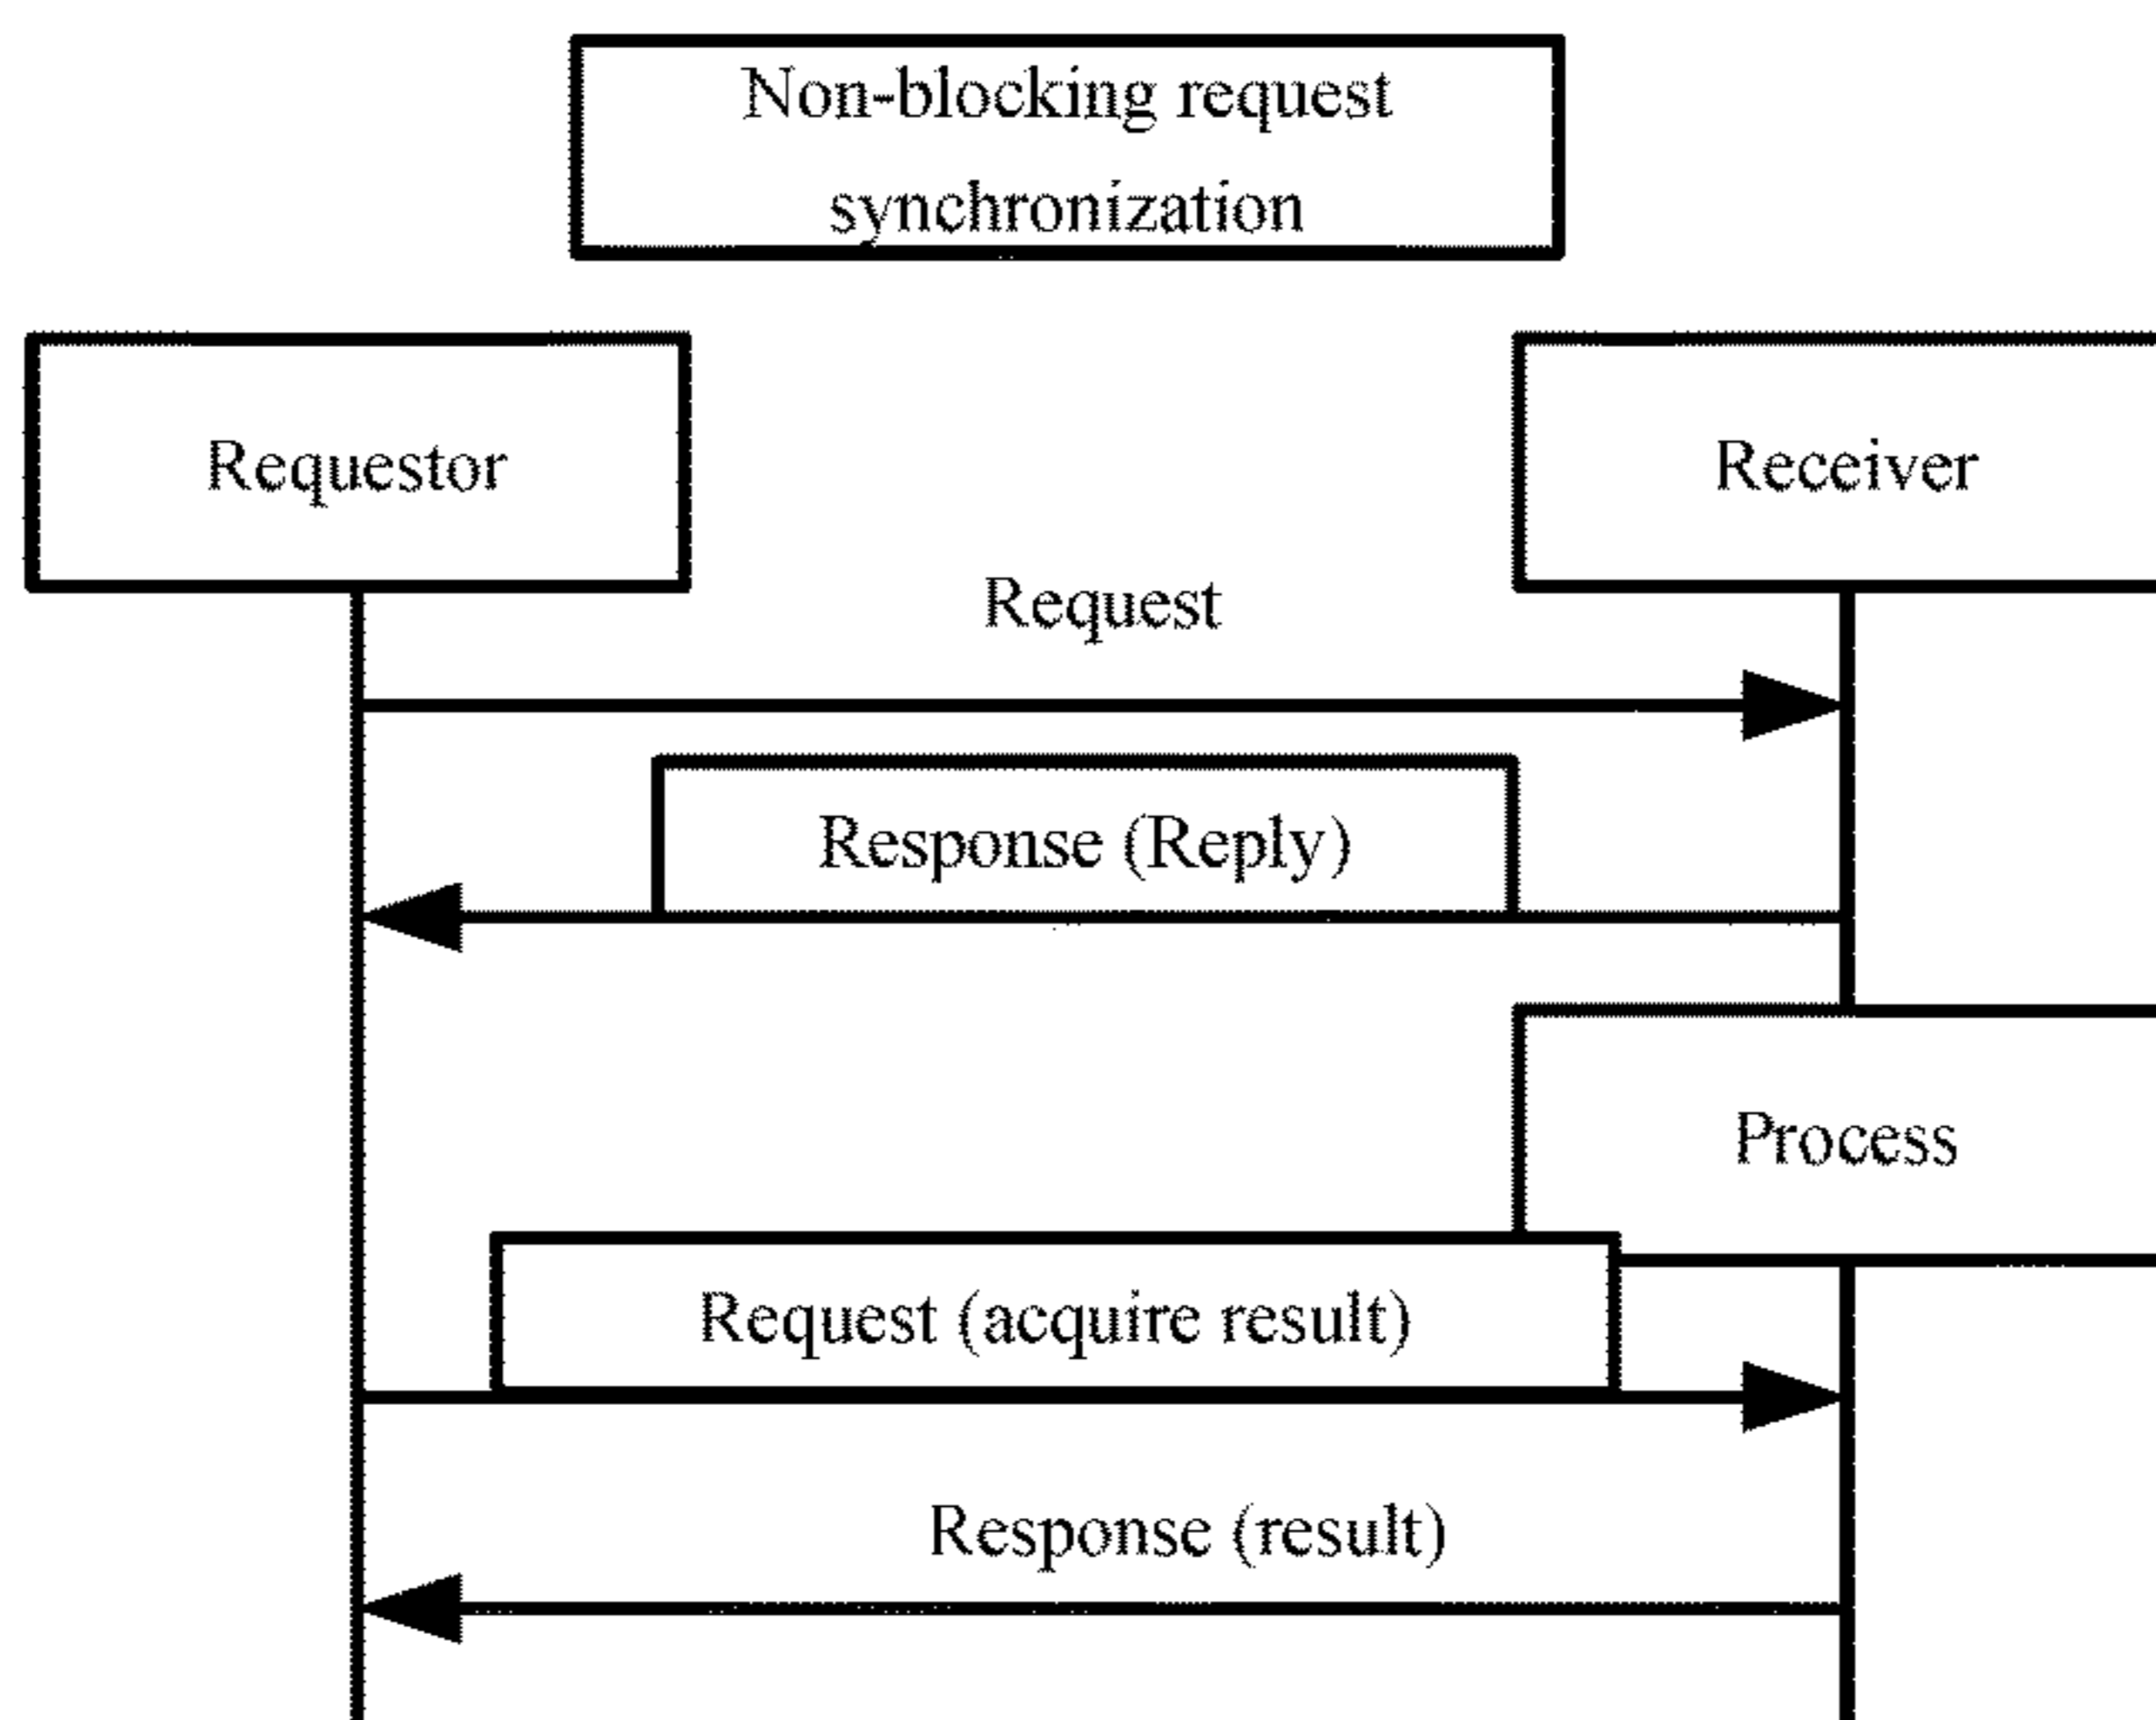 Non-blocking request
synchronization
Requestor
Receiver
Request
Response (Reply)
Process
Request (acquire result)
Response (result)